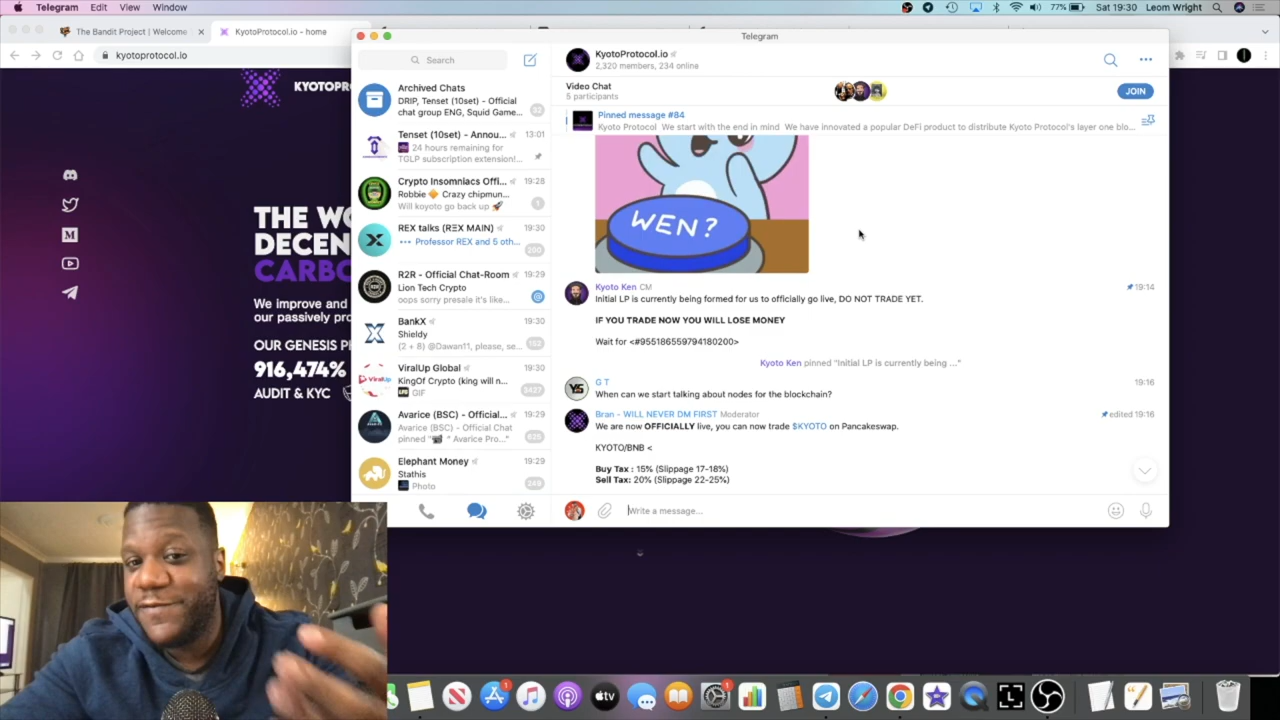 Telegram Edit View Window
77% Sat 19:30 Leom Wright
The Bandit Project | Welcome
KyotoProtocol.io - home
kyotoprotocol.io
KYOTOPR
THE WO
DECEN
CARBO
We improve and
our passively pro
OUR GENESIS P
916,474%
AUDIT & KYC
Telegram
Search
Archived Chats
DRIP, Tenset (10set) - Official
chat group ENG, Squid Game...
52
Tenset (10set) - Annou... 13:01
24 hours remaining for
TGLP subscription extension!...
Crypto Insomniacs Offi... 19:28
Robbie 🔶 Crazy chipmun...
Will koyoto go back up 🚀
1
REX talks (REX MAIN) 19:30
••• Professor REX and 5 oth...
200
R2R - Official Chat-Room 19:29
Lion Tech Crypto
oops sorry presale it's like...
@
BankX 19:30
Shieldy
(2 + 8) @Dawan11, please, se...
152
ViralUp Global 19:30
KingOf Crypto (king will n...
GIF
3427
Avarice (BSC) - Official... 19:29
Avarice (BSC) - Official Chat
pinned "📹 ° Avarice Pro..."
635
Elephant Money 19:29
Stathis
Photo
349
KyotoProtocol.io
2,320 members, 234 online
Video Chat
5 participants
JOIN
Pinned message #84
Kyoto Protocol We start with the end in mind We have innovated a popular DeFi product to distribute Kyoto Protocol's layer one blo...
WEN?
Kyoto Ken CM 19:14
Initial LP is currently being formed for us to officially go live, DO NOT TRADE YET.
IF YOU TRADE NOW YOU WILL LOSE MONEY
Wait for <#955186559794180200>
Kyoto Ken pinned "Initial LP is currently being ..."
G T 19:16
When can we start talking about nodes for the blockchain?
Bran - WILL NEVER DM FIRST Moderator edited 19:16
We are now OFFICIALLY live, you can now trade $KYOTO on Pancakeswap.
KYOTO/BNB <
Buy Tax : 15% (Slippage 17-18%)
Sell Tax: 20% (Slippage 22-25%)
Write a message...
tv